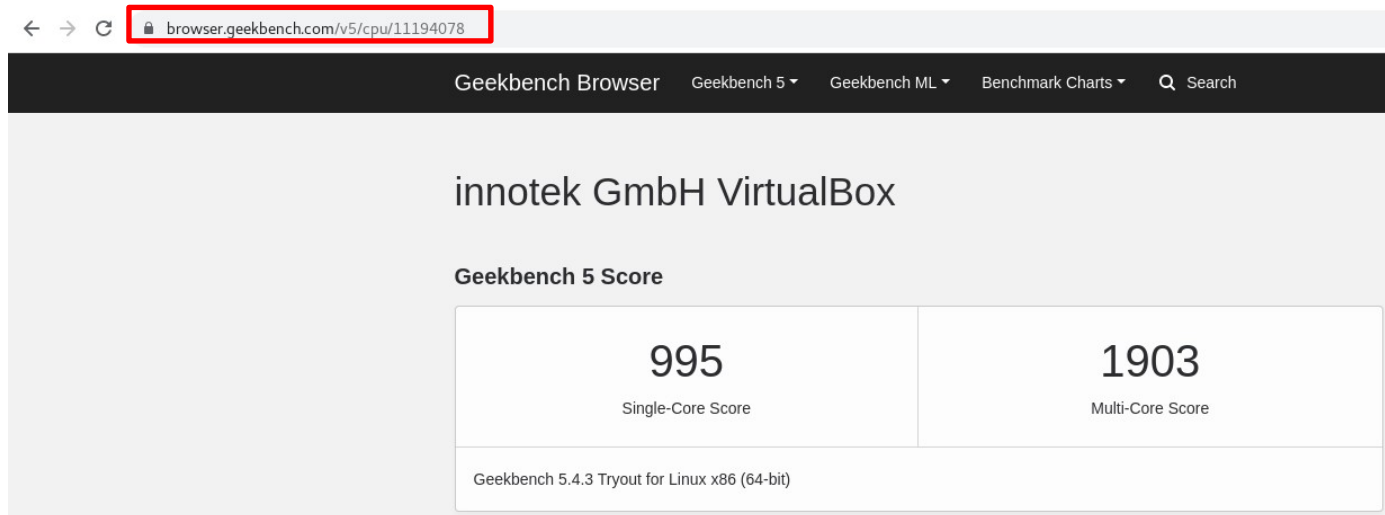 browser.geekbench.com/v5/cpu/11194078
Geekbench Browser Geekbench 5 Geekbench ML Benchmark Charts Search
innotek GmbH VirtualBox
Geekbench 5 Score
995 1903
Single-Core Score Multi-Core Score
Geekbench 5.4.3 Tryout for Linux x86 (64-bit)